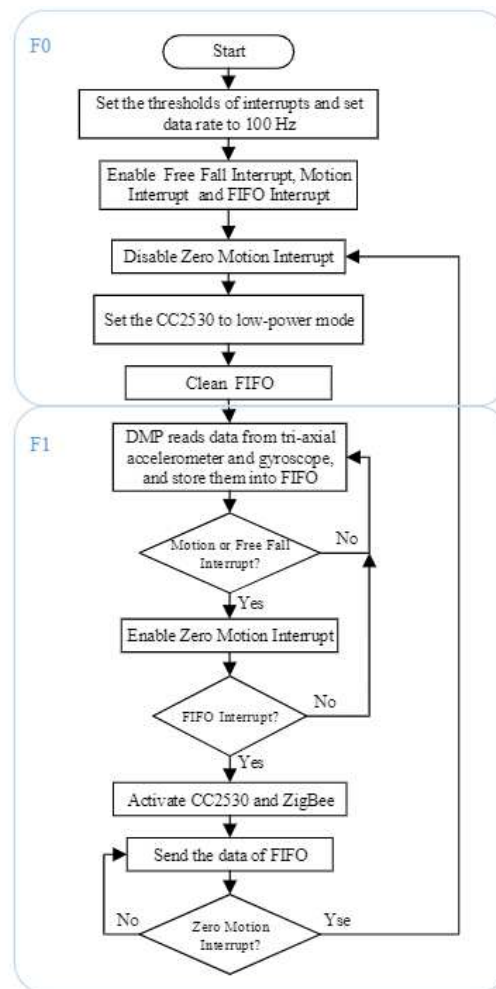 F0
Start
Set the thresholds of interrupts and set
data rate to 100 Hz
Enable Free Fall Interrupt, Motion
Interrupt and FIFO Interrupt
Disable Zero Motion Interrupt
Set the CC2530 to low-power mode
Clean FIFO
F1
DMP reads data from tri-axial
accelerometer and gyroscope,
and store them into FIFO
Motion or Free Fall
Interrupt?
No
Yes
Enable Zero Motion Interrupt
FIFO Interrupt?
No
Yes
Activate CC2530 and ZigBee
Send the data of FIFO
No
Zero Motion
Interrupt?
Yse